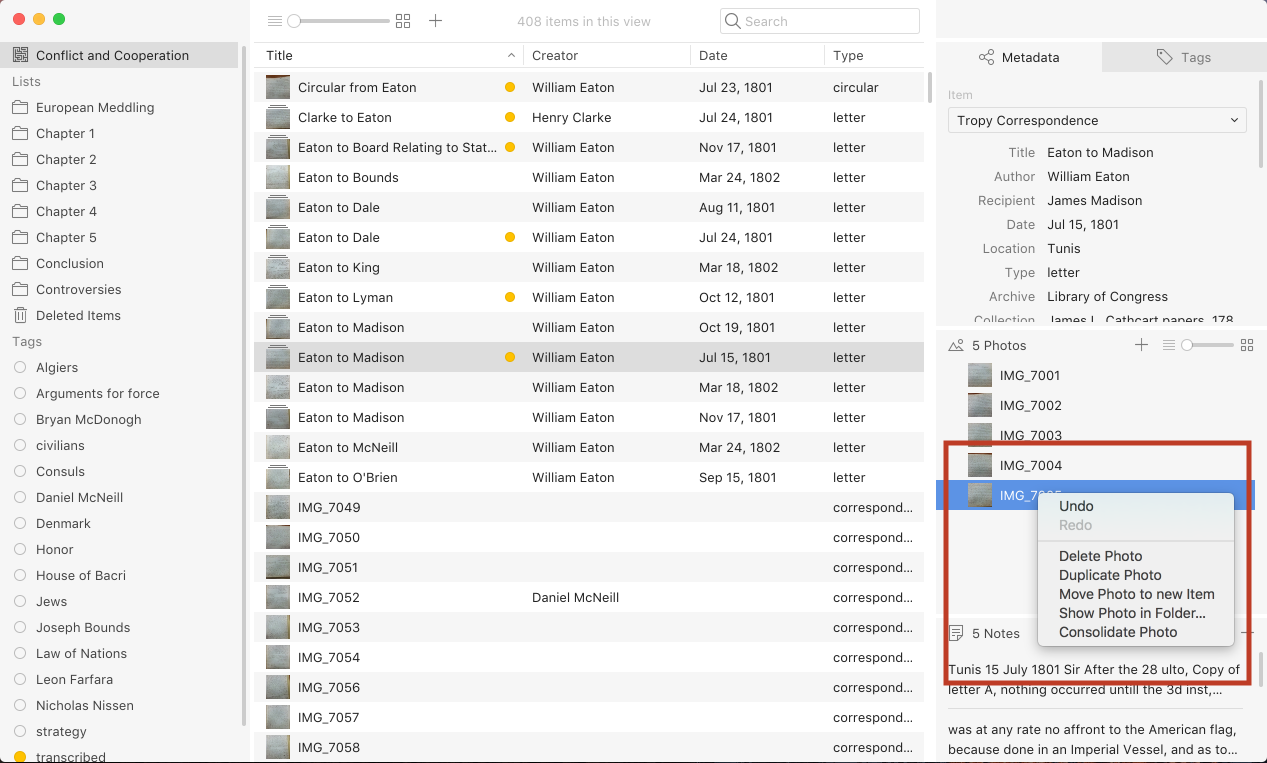 408 items in this view
Search
Conflict and Cooperation
Lists
European Meddling
Chapter 1
Chapter 2
Chapter 3
Chapter 4
Chapter 5
Conclusion
Controversies
Deleted Items
Tags
Algiers
Arguments for force
Bryan McDonogh
civilians
Consuls
Daniel McNeill
Denmark
Honor
House of Bacri
Jews
Joseph Bounds
Law of Nations
Leon Farfara
Nicholas Nissen
strategy
transcribed
Title Creator Date Type
Circular from Eaton William Eaton Jul 23, 1801 circular
Clarke to Eaton Henry Clarke Jul 24, 1801 letter
Eaton to Board Relating to Stat... William Eaton Nov 17, 1801 letter
Eaton to Bounds William Eaton Mar 24, 1802 letter
Eaton to Dale William Eaton Aug 11, 1801 letter
Eaton to Dale William Eaton Jul 24, 1801 letter
Eaton to King William Eaton Mar 18, 1802 letter
Eaton to Lynan William Eaton Oct 12, 1801 letter
Eaton to Madison William Eaton Oct 19, 1801 letter
Eaton to Madison William Eaton Jul 15, 1801 letter
Eaton to Madison William Eaton Mar 18, 1802 letter
Eaton to Madison William Eaton Nov 17, 1801 letter
Eaton to McNeill William Eaton Mar 24, 1802 letter
Eaton to O'Brien William Eaton Sep 15, 1801 letter
IMG_7049 correspond...
IMG_7050 correspond...
IMG_7051 correspond...
IMG_7052 Daniel McNeill correspond...
IMG_7053 correspond...
IMG_7054 correspond...
IMG_7056 correspond...
IMG_7057 correspond...
IMG_7058 correspond...
Metadata Tags
Item
Tropy Correspondence
Title Eaton to Madison
Author William Eaton
Recipient James Madison
Date Jul 15, 1801
Location Tunis
Type letter
Archive Library of Congress
Collection James L. Cathcart papers, 178
5 Photos
IMG_7001
IMG_7002
IMG_7003
IMG_7004
IMG_7005
Undo
Redo
Delete Photo
Duplicate Photo
Move Photo to new Item
Show Photo in Folder...
Consolidate Photo
5 Notes
Tunis 15 July 1801 Sir After the 28 ulto, Copy of
letter A, nothing occurred untill the 3d inst,...
was at any rate no affront to the American flag,
because done in an Imperial Vessel, and as to...